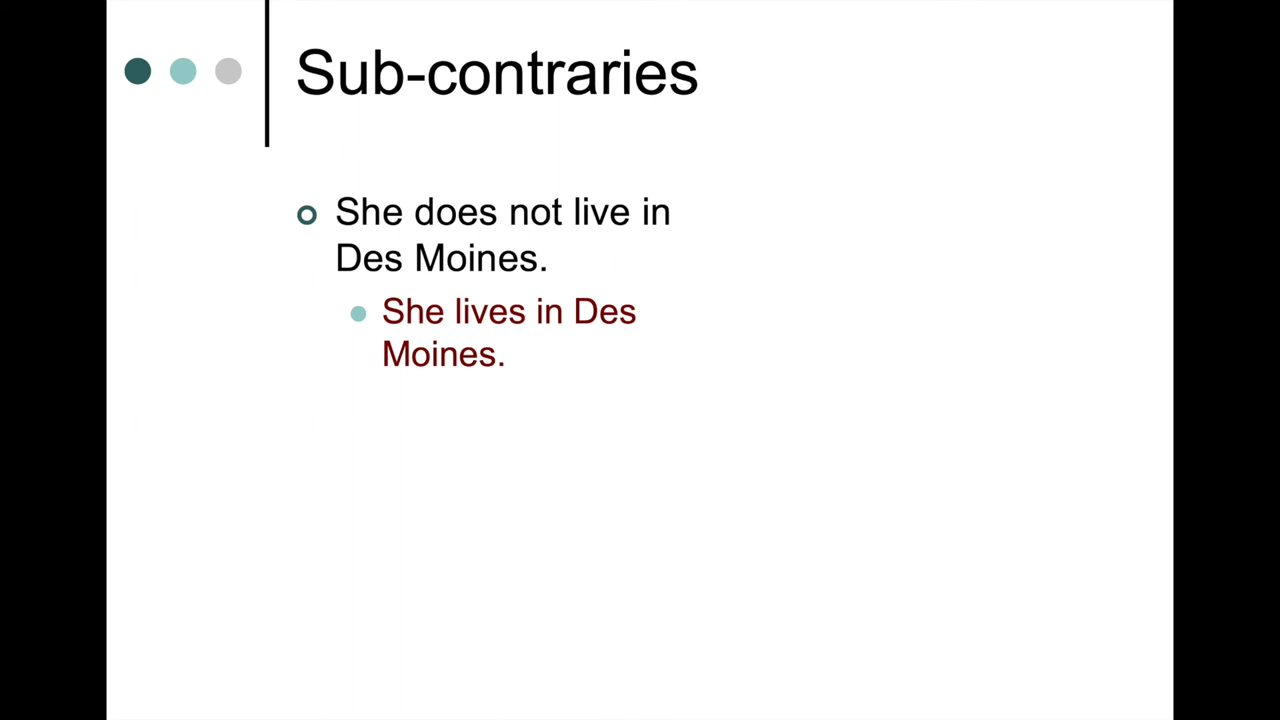 Sub-contraries
She does not live in
Des Moines.
She lives in Des
Moines.